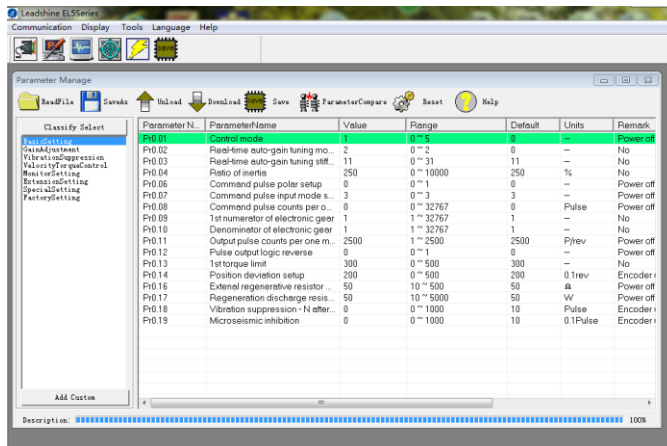 Leadshine EL5Series
Communication Display Tools Language Help
save
Parameter Manage
ReadFile SaveAs Unload Download save Save ParameterCompare Reset Help
Classify Select
BasicSetting
GainAdjustment
VibrationSuppression
VelocityTorqueControl
MonitorSetting
ExtensionSetting
SpecialSetting
FactorySetting
Add Custom
Parameter N... ParameterName Value Range Default Units Remark
Pr0.01 Control mode 1 0 ~ 5 0 – Power off
Pr0.02 Real-time auto-gain tuning mo... 2 0 ~ 2 0 – No
Pr0.03 Real-time auto-gain tuning stiff... 11 0 ~ 31 11 – No
Pr0.04 Ratio of inertia 250 0 ~ 10000 250 % No
Pr0.06 Command pulse polar setup 0 0 ~ 1 0 – Power off
Pr0.07 Command pulse input mode s... 3 0 ~ 3 3 – Power off
Pr0.08 Command pulse counts per o... 0 0 ~ 32767 0 Pulse Power off
Pr0.09 1st numerator of electronic gear 1 1 ~ 32767 1 – No
Pr0.10 Denominator of electronic gear 1 1 ~ 32767 1 – No
Pr0.11 Output pulse counts per one m... 2500 1 ~ 2500 2500 P/rev Power off
Pr0.12 Pulse output logic reverse 0 0 ~ 1 0 – Power off
Pr0.13 1st torque limit 300 0 ~ 500 300 – No
Pr0.14 Position deviation setup 200 0 ~ 500 200 0.1rev Encoder
Pr0.16 Extenal regenerative resistor ... 50 10 ~ 500 50 Ω Power off
Pr0.17 Regeneration discharge resis... 50 10 ~ 5000 50 W Power off
Pr0.18 Vibration suppression - N after... 0 0 ~ 1000 10 Pulse Encoder
Pr0.19 Microseismic inhibition 0 0 ~ 1000 10 0.1Pulse Encoder
Description: 100%